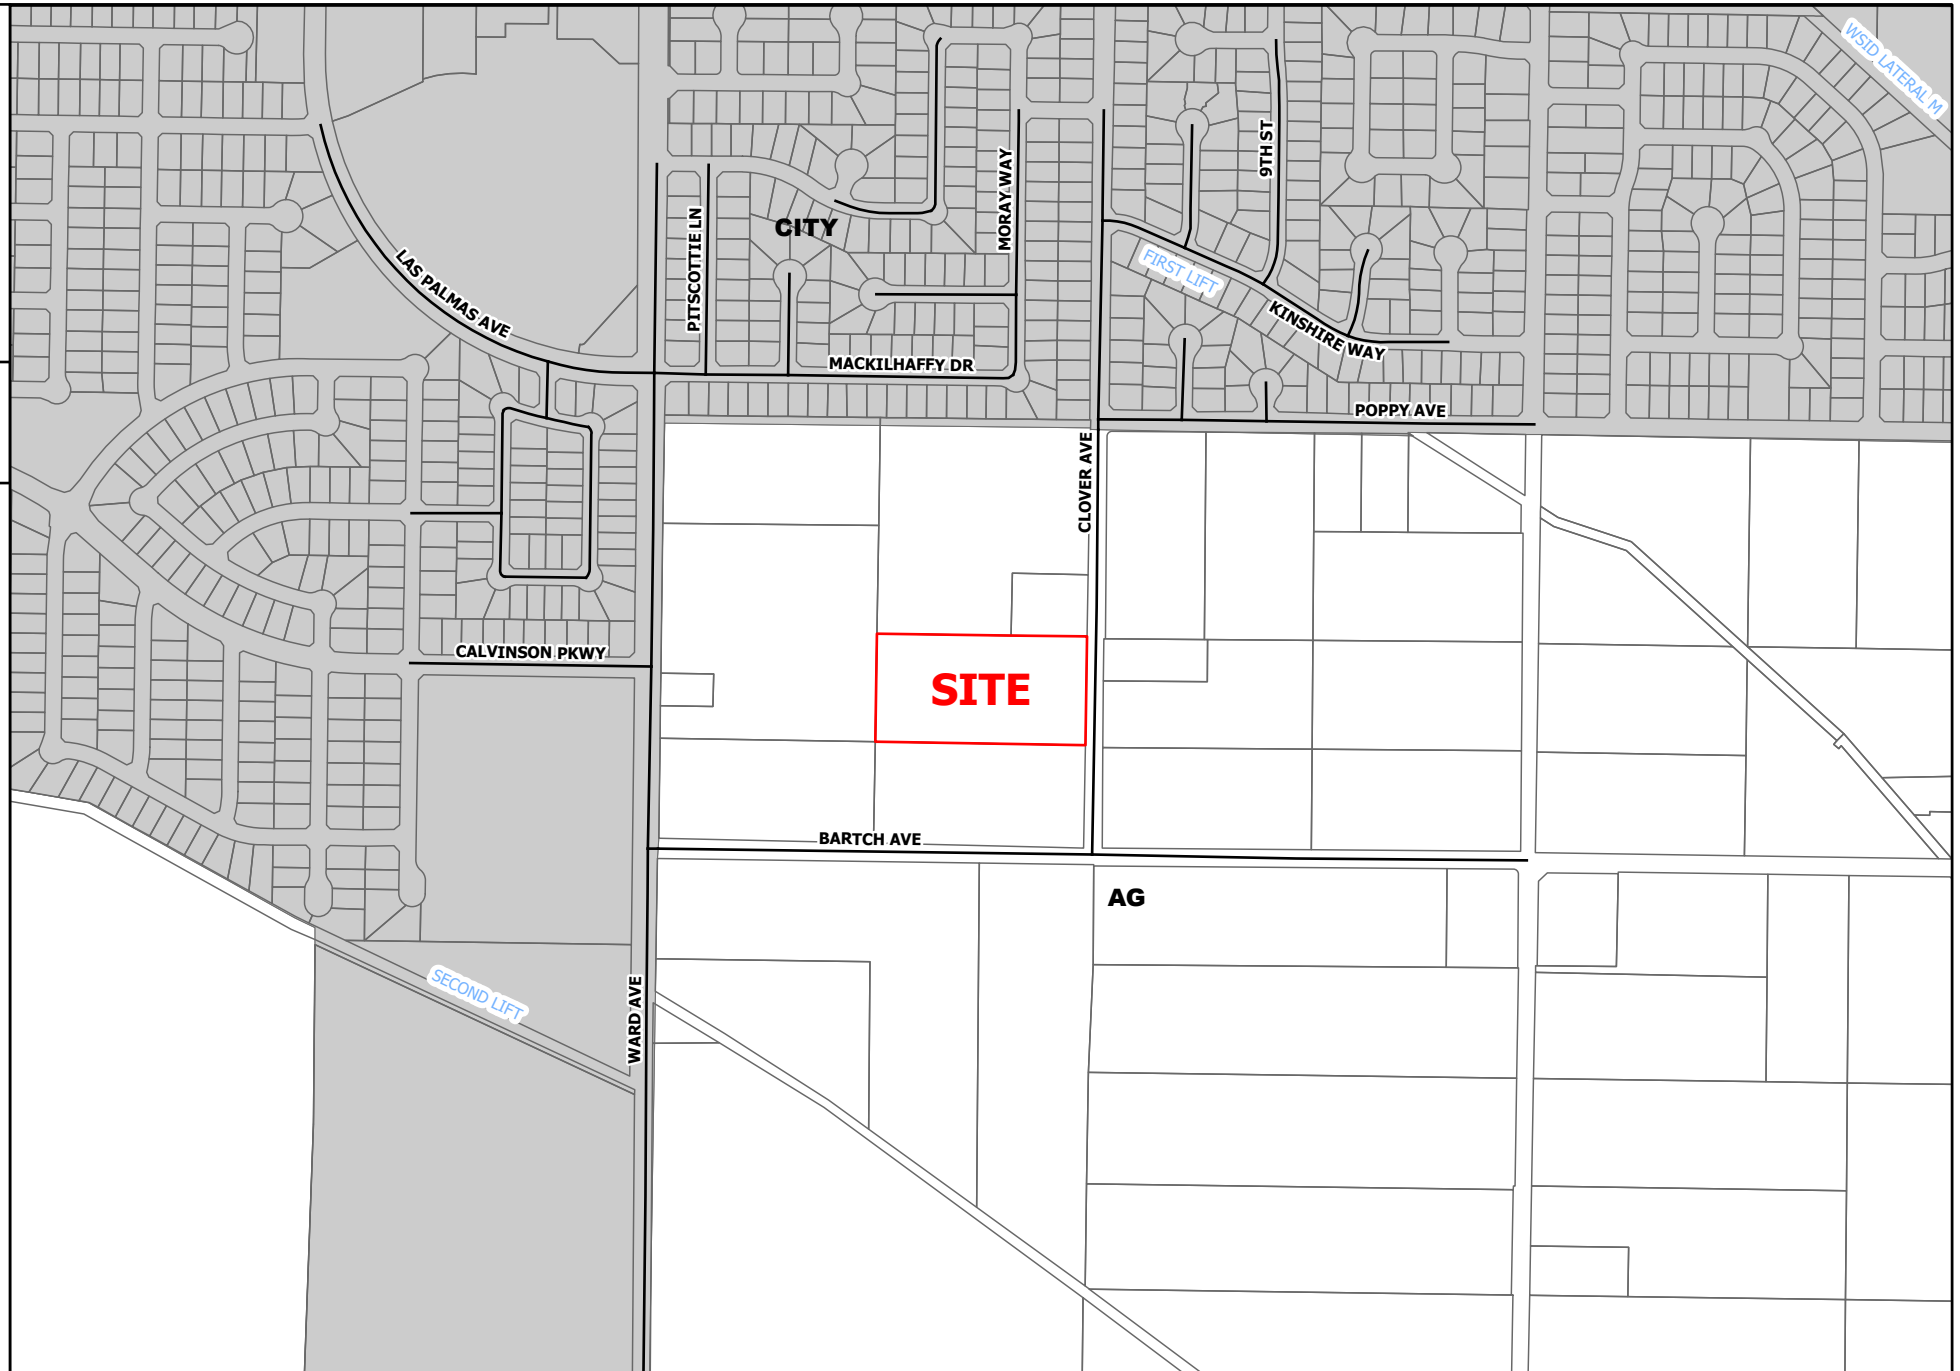 WSID LATERAL M
9TH ST
MORAY WAY
PITSCOTTIE LN
CITY
FIRST LIFT
LAS PALMAS AVE
KINSHIRE WAY
MACKILHAFFY DR
POPPY AVE
CLOVER AVE
CALVINSON PKWY
SITE
BARTCH AVE
AG
SECOND LIFT
WARD AVE